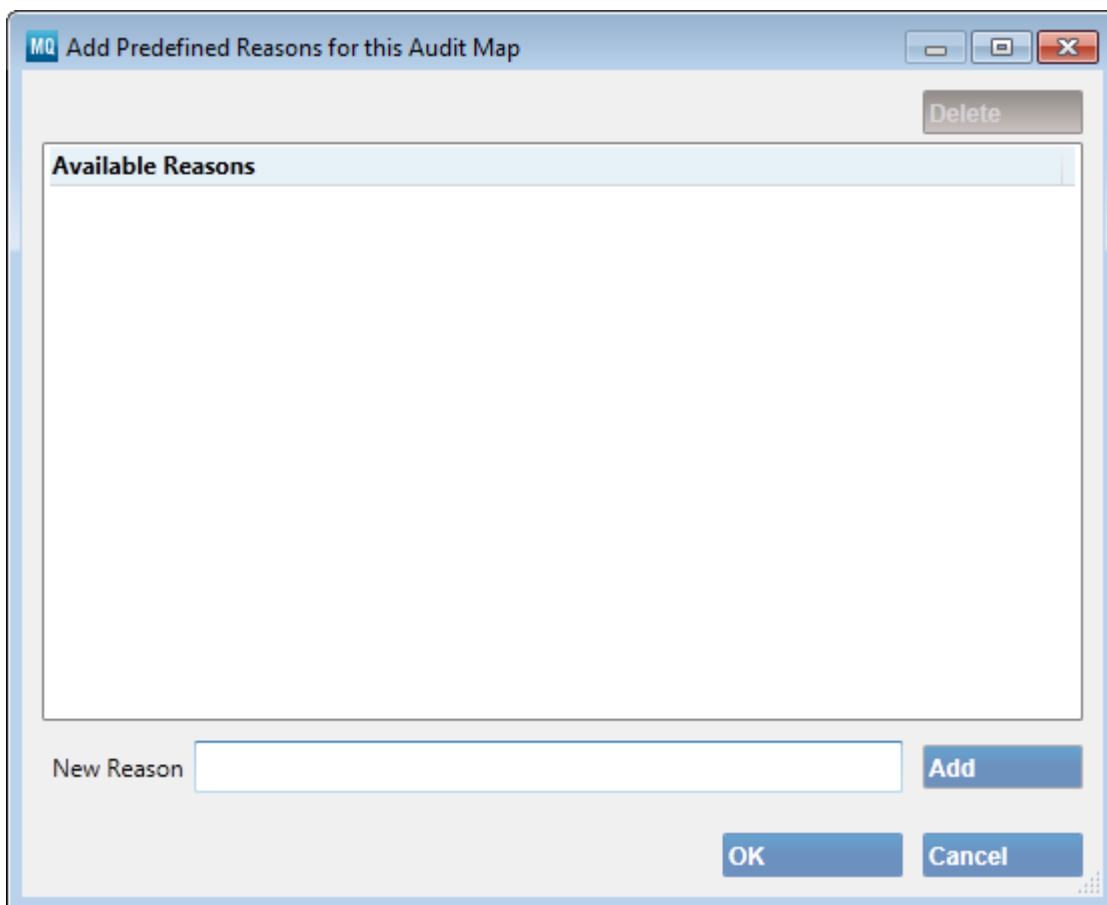 MQ Add Predefined Reasons for this Audit Map
Delete
Available Reasons
New Reason
Add
OK
Cancel